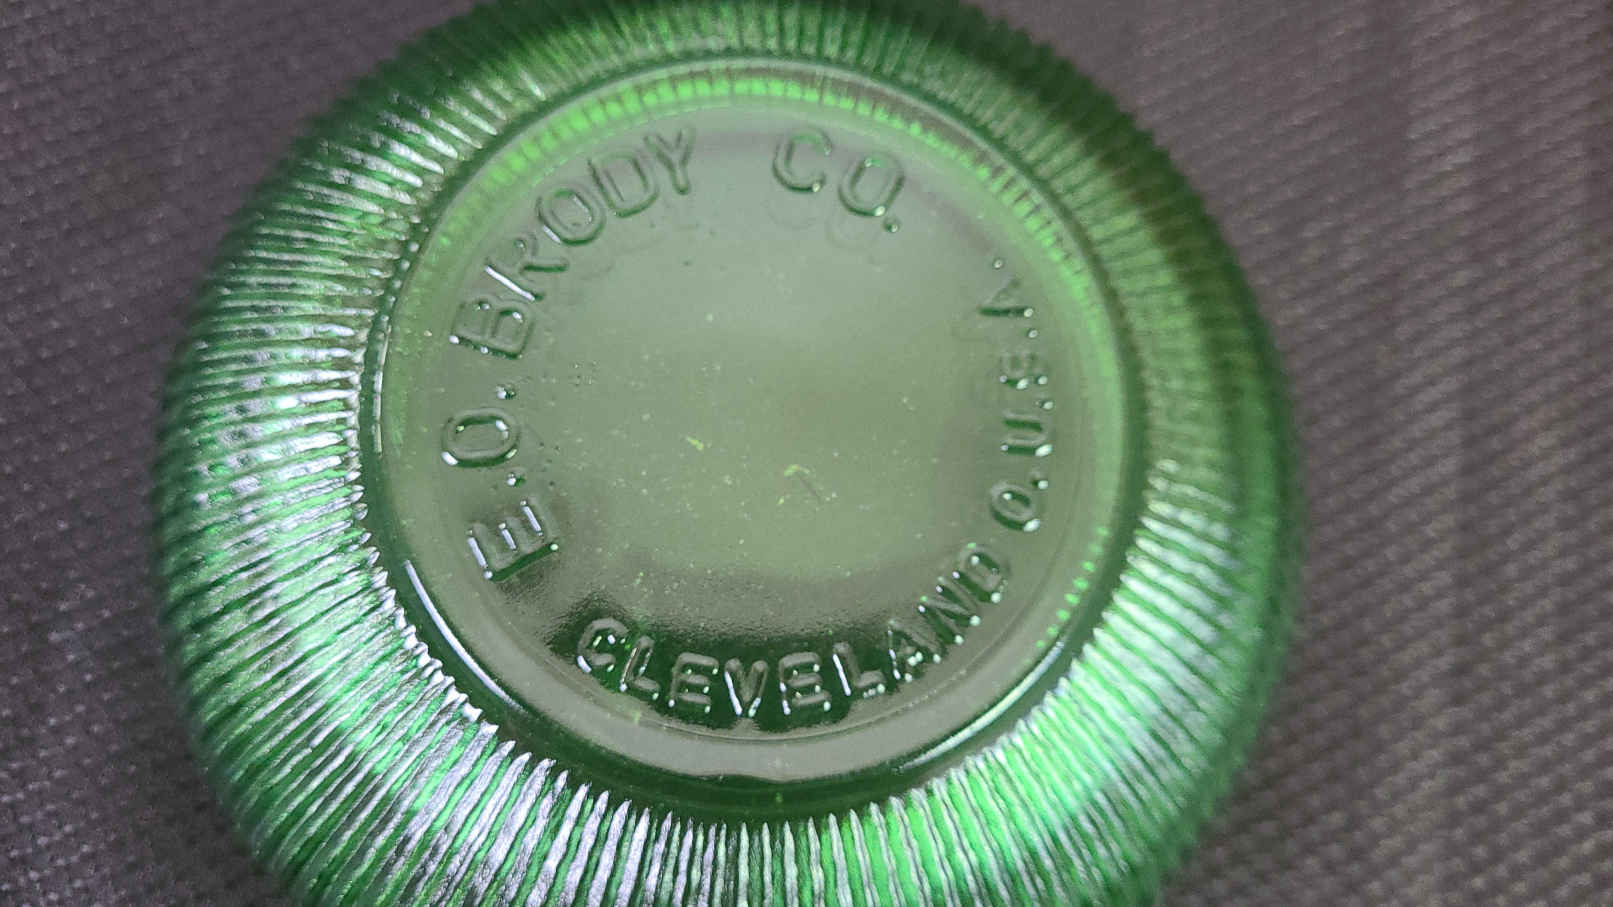 E.O. BRODY CO.
CLEVELAND O. U.S.A.